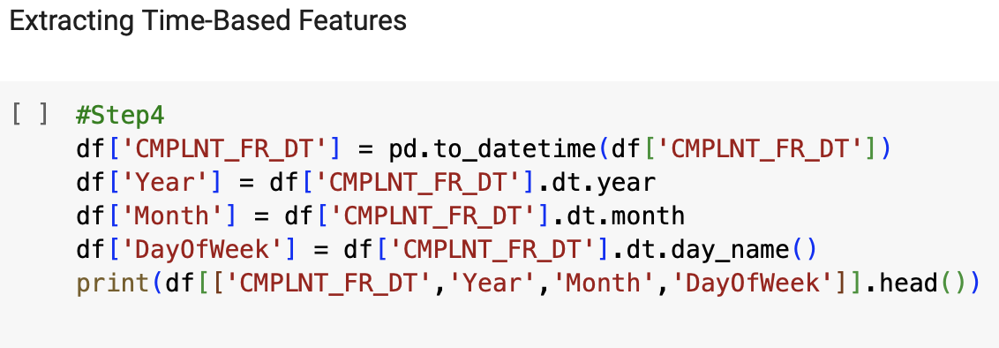 Extracting Time-Based Features
[ ] #Step4
df['CMPLNT_FR_DT'] = pd.to_datetime(df['CMPLNT_FR_DT'])
df['Year'] = df['CMPLNT_FR_DT'].dt.year
df['Month'] = df['CMPLNT_FR_DT'].dt.month
df['DayOfWeek'] = df['CMPLNT_FR_DT'].dt.day_name()
print(df[['CMPLNT_FR_DT','Year','Month','DayOfWeek']].head())